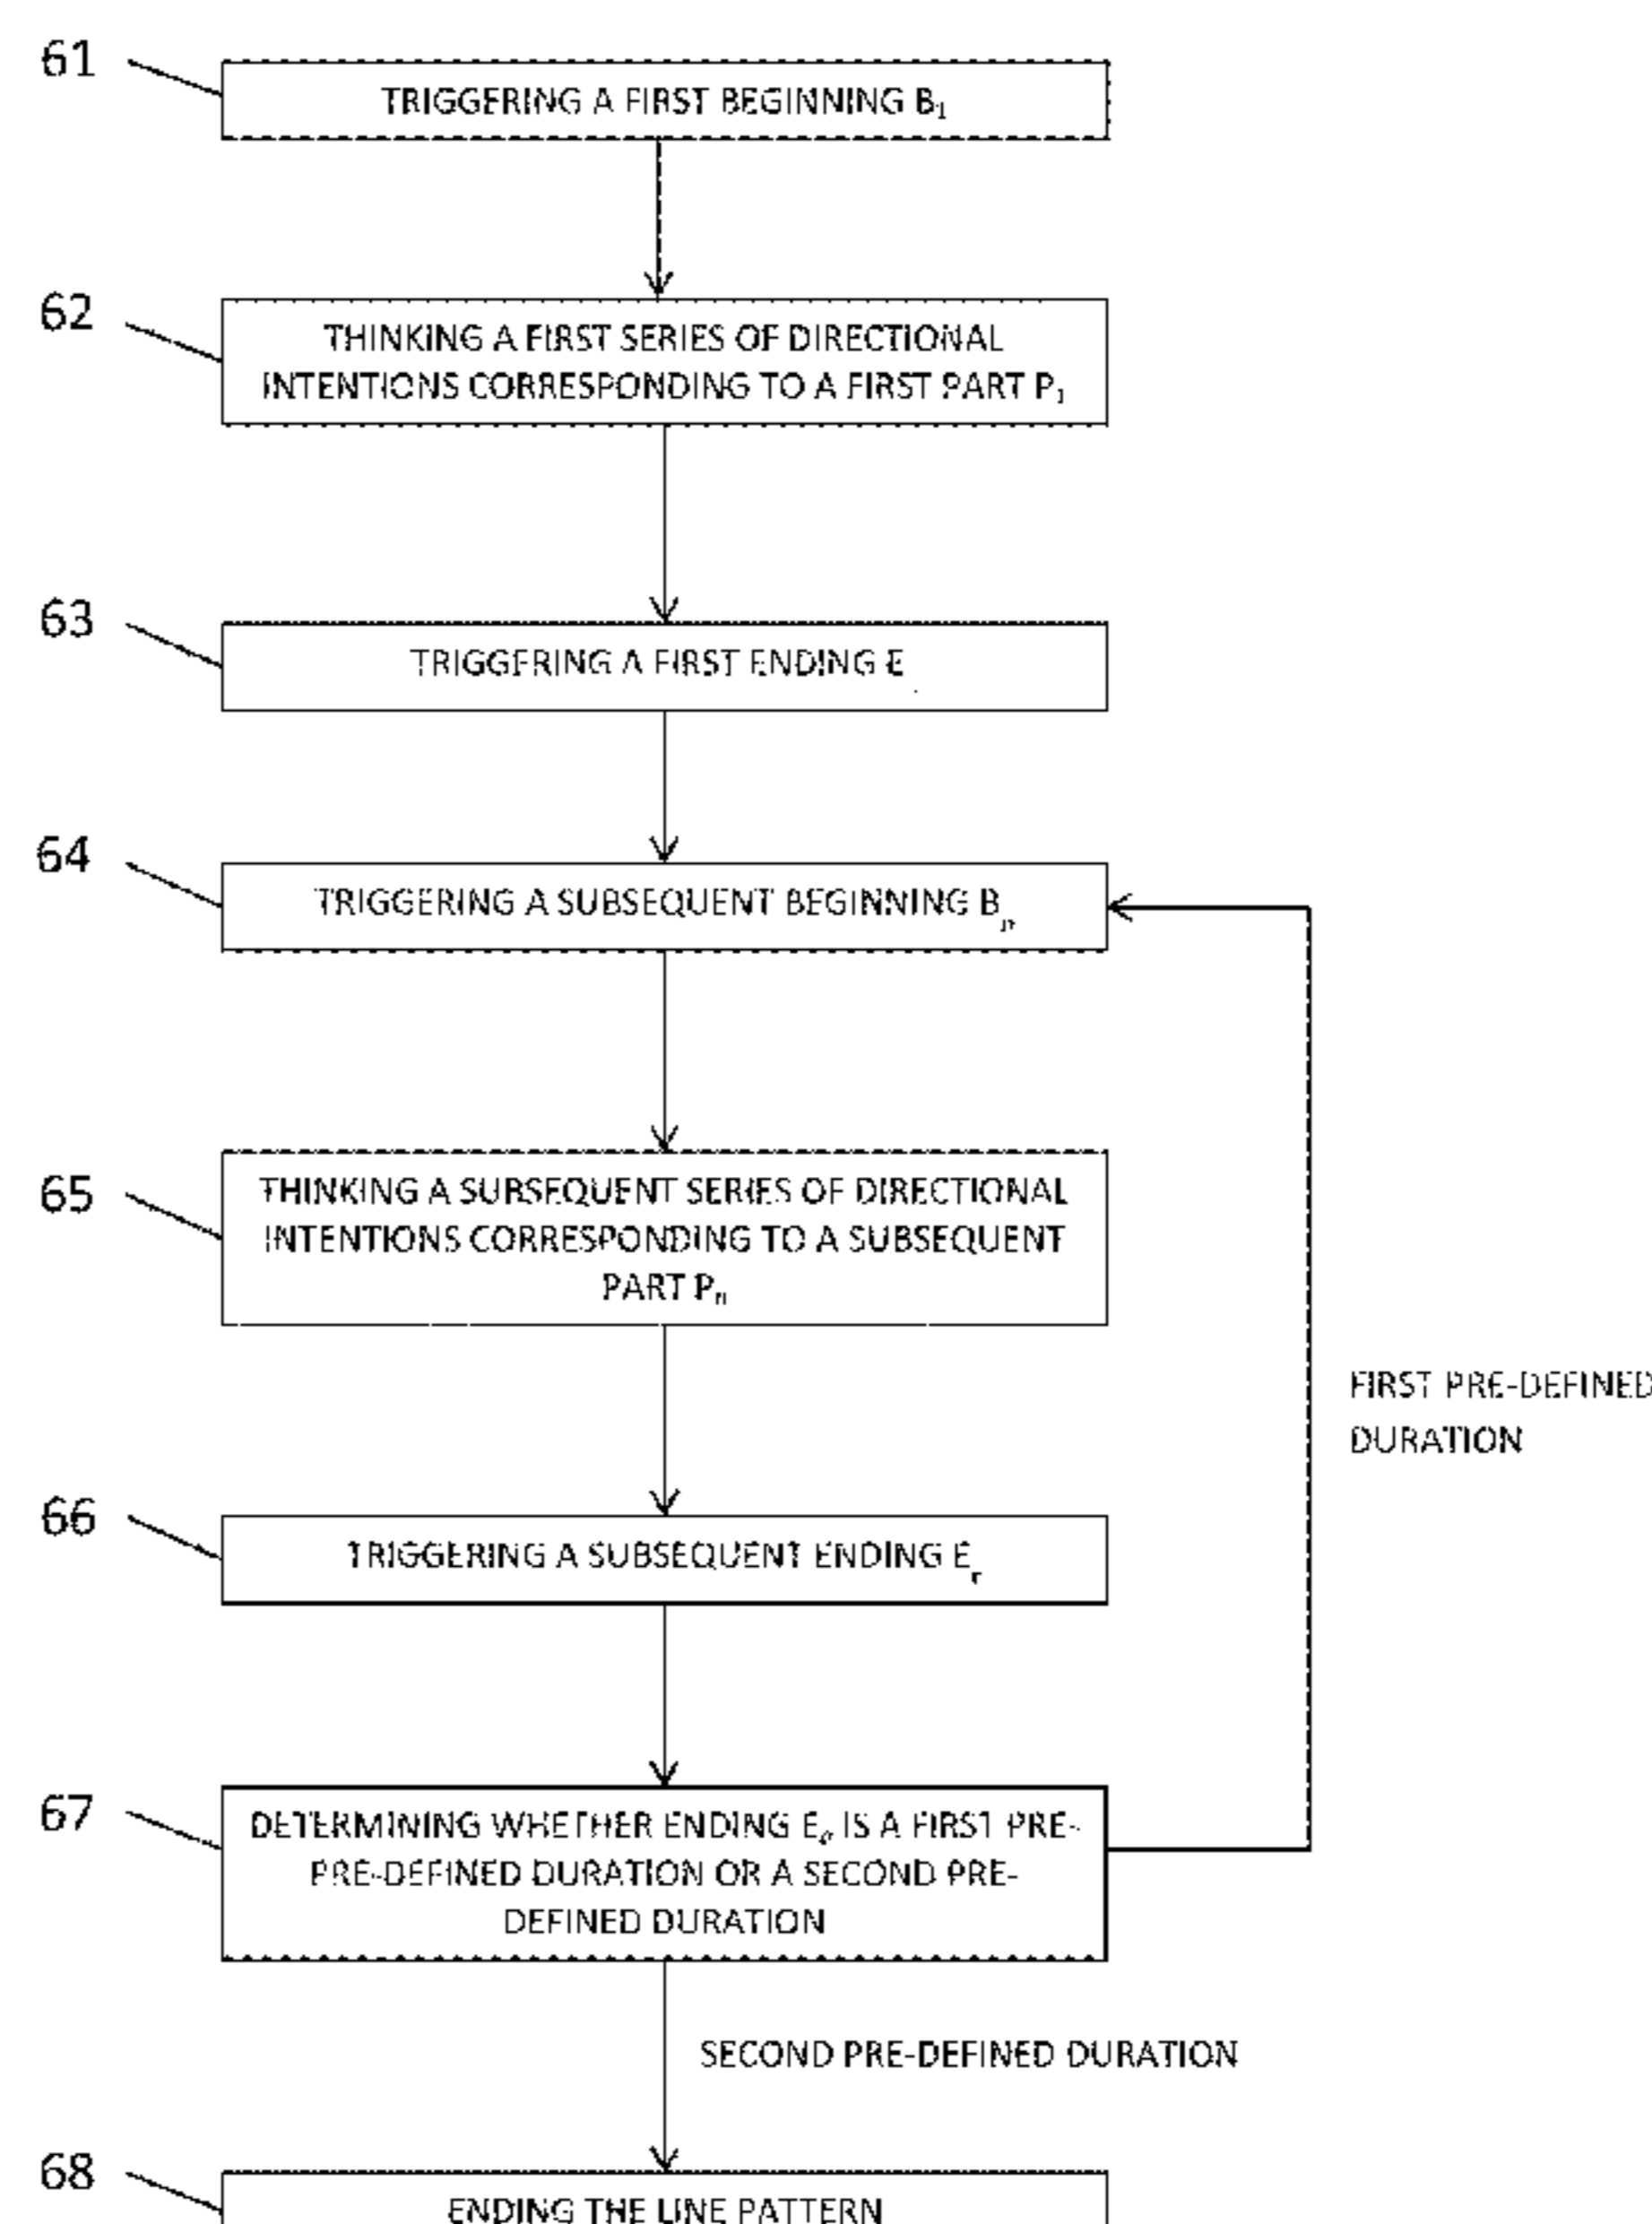 61
TRIGGERING A FIRST BEGINNING B₁
62
THINKING A FIRST SERIES OF DIRECTIONAL
INTENTIONS CORRESPONDING TO A FIRST PART P₁
63
TRIGGERING A FIRST ENDING E
64
TRIGGERING A SUBSEQUENT BEGINNING Bₙ
65
THINKING A SUBSEQUENT SERIES OF DIRECTIONAL
INTENTIONS CORRESPONDING TO A SUBSEQUENT
PART Pₙ
FIRST PRE-DEFINED
DURATION
66
TRIGGERING A SUBSEQUENT ENDING E
67
DETERMINING WHETHER ENDING E IS A FIRST PRE-
PRE-DEFINED DURATION OR A SECOND PRE-
DEFINED DURATION
SECOND PRE-DEFINED DURATION
68
ENDING THE LINE PATTERN